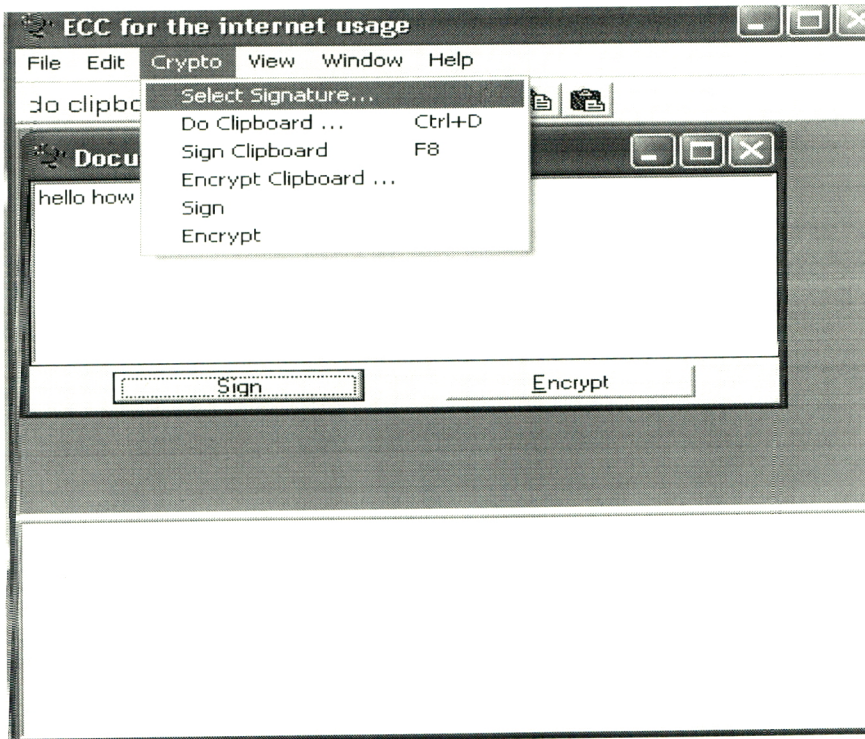 ECC for the internet usage
File Edit Crypto View Window Help
do clipbo
Select Signature...
Do Clipboard ... Ctrl+D
Sign Clipboard F8
Encrypt Clipboard ...
Sign
Encrypt
Docu
hello how
Sign Encrypt